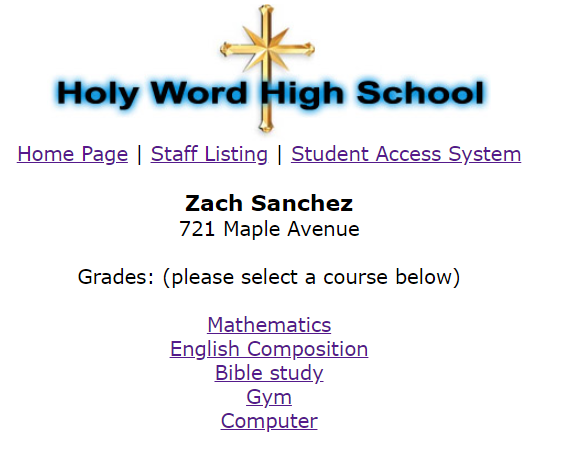 Holy Word High School
Home Page | Staff Listing | Student Access System
Zach Sanchez
721 Maple Avenue
Grades: (please select a course below)
Mathematics
English Composition
Bible study
Gym
Computer